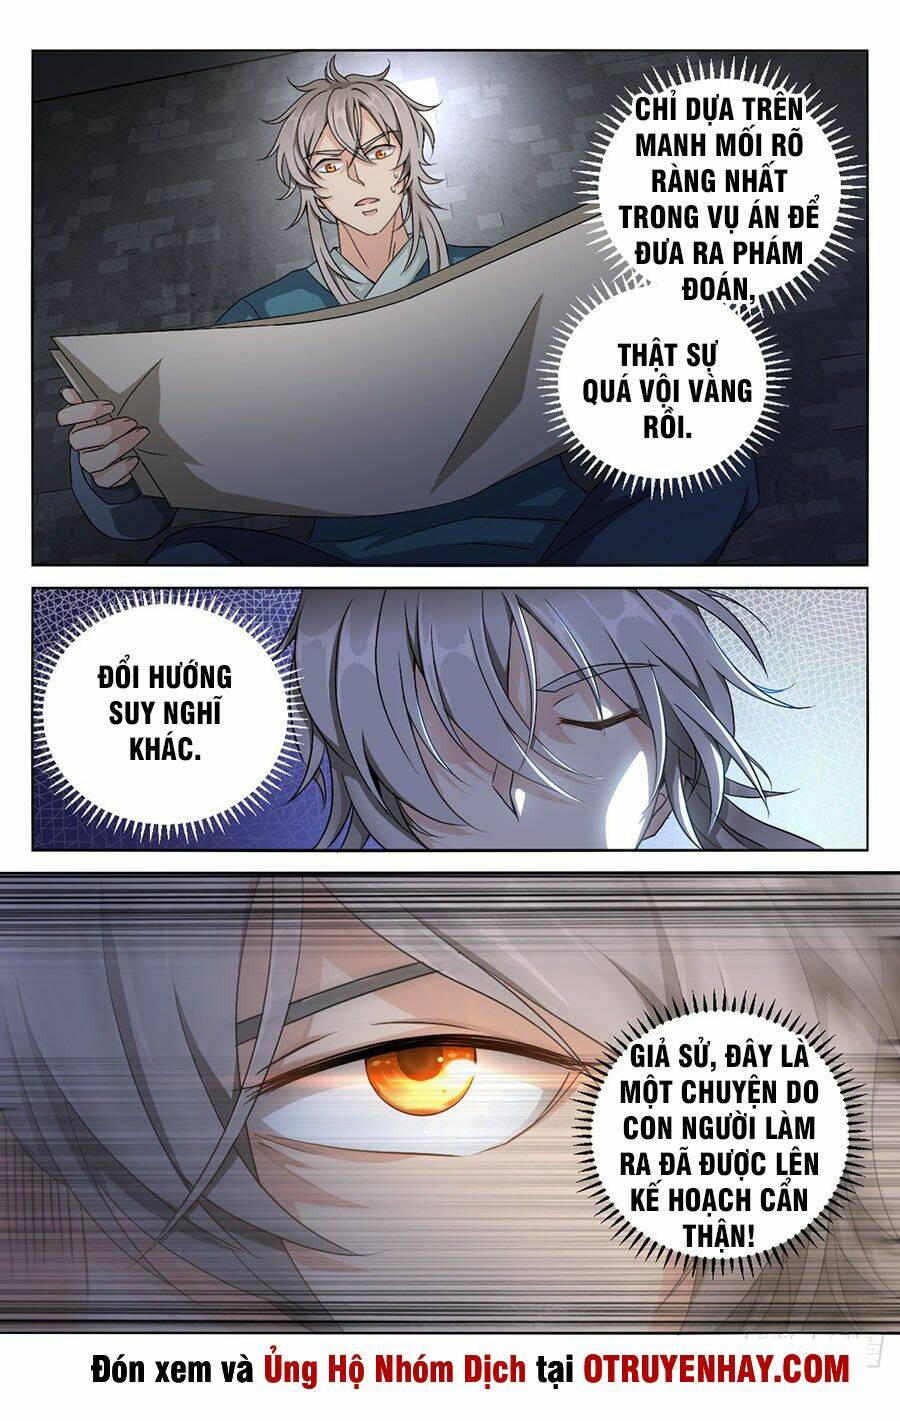 CHỈ DỰA TRÊN
MANH MỐI RÕ
RÀNG NHẤT
TRONG VỤ ÁN ĐỂ
ĐƯA RA PHÁM
ĐOÁN,
THẬT SỰ
QUÁ VỘI VÀNG
RỒI.
ĐỔI HƯỚNG
SUY NGHĨ
KHÁC.
GIẢ SỬ, ĐÂY LÀ
MỘT CHUYỆN DO
CON NGƯỜI LÀM
RA ĐÃ ĐƯỢC LÊN
KẾ HOẠCH CẨN
THẬN!
Đón xem và Ủng Hộ Nhóm Dịch tại OTRUYENHAY.COM